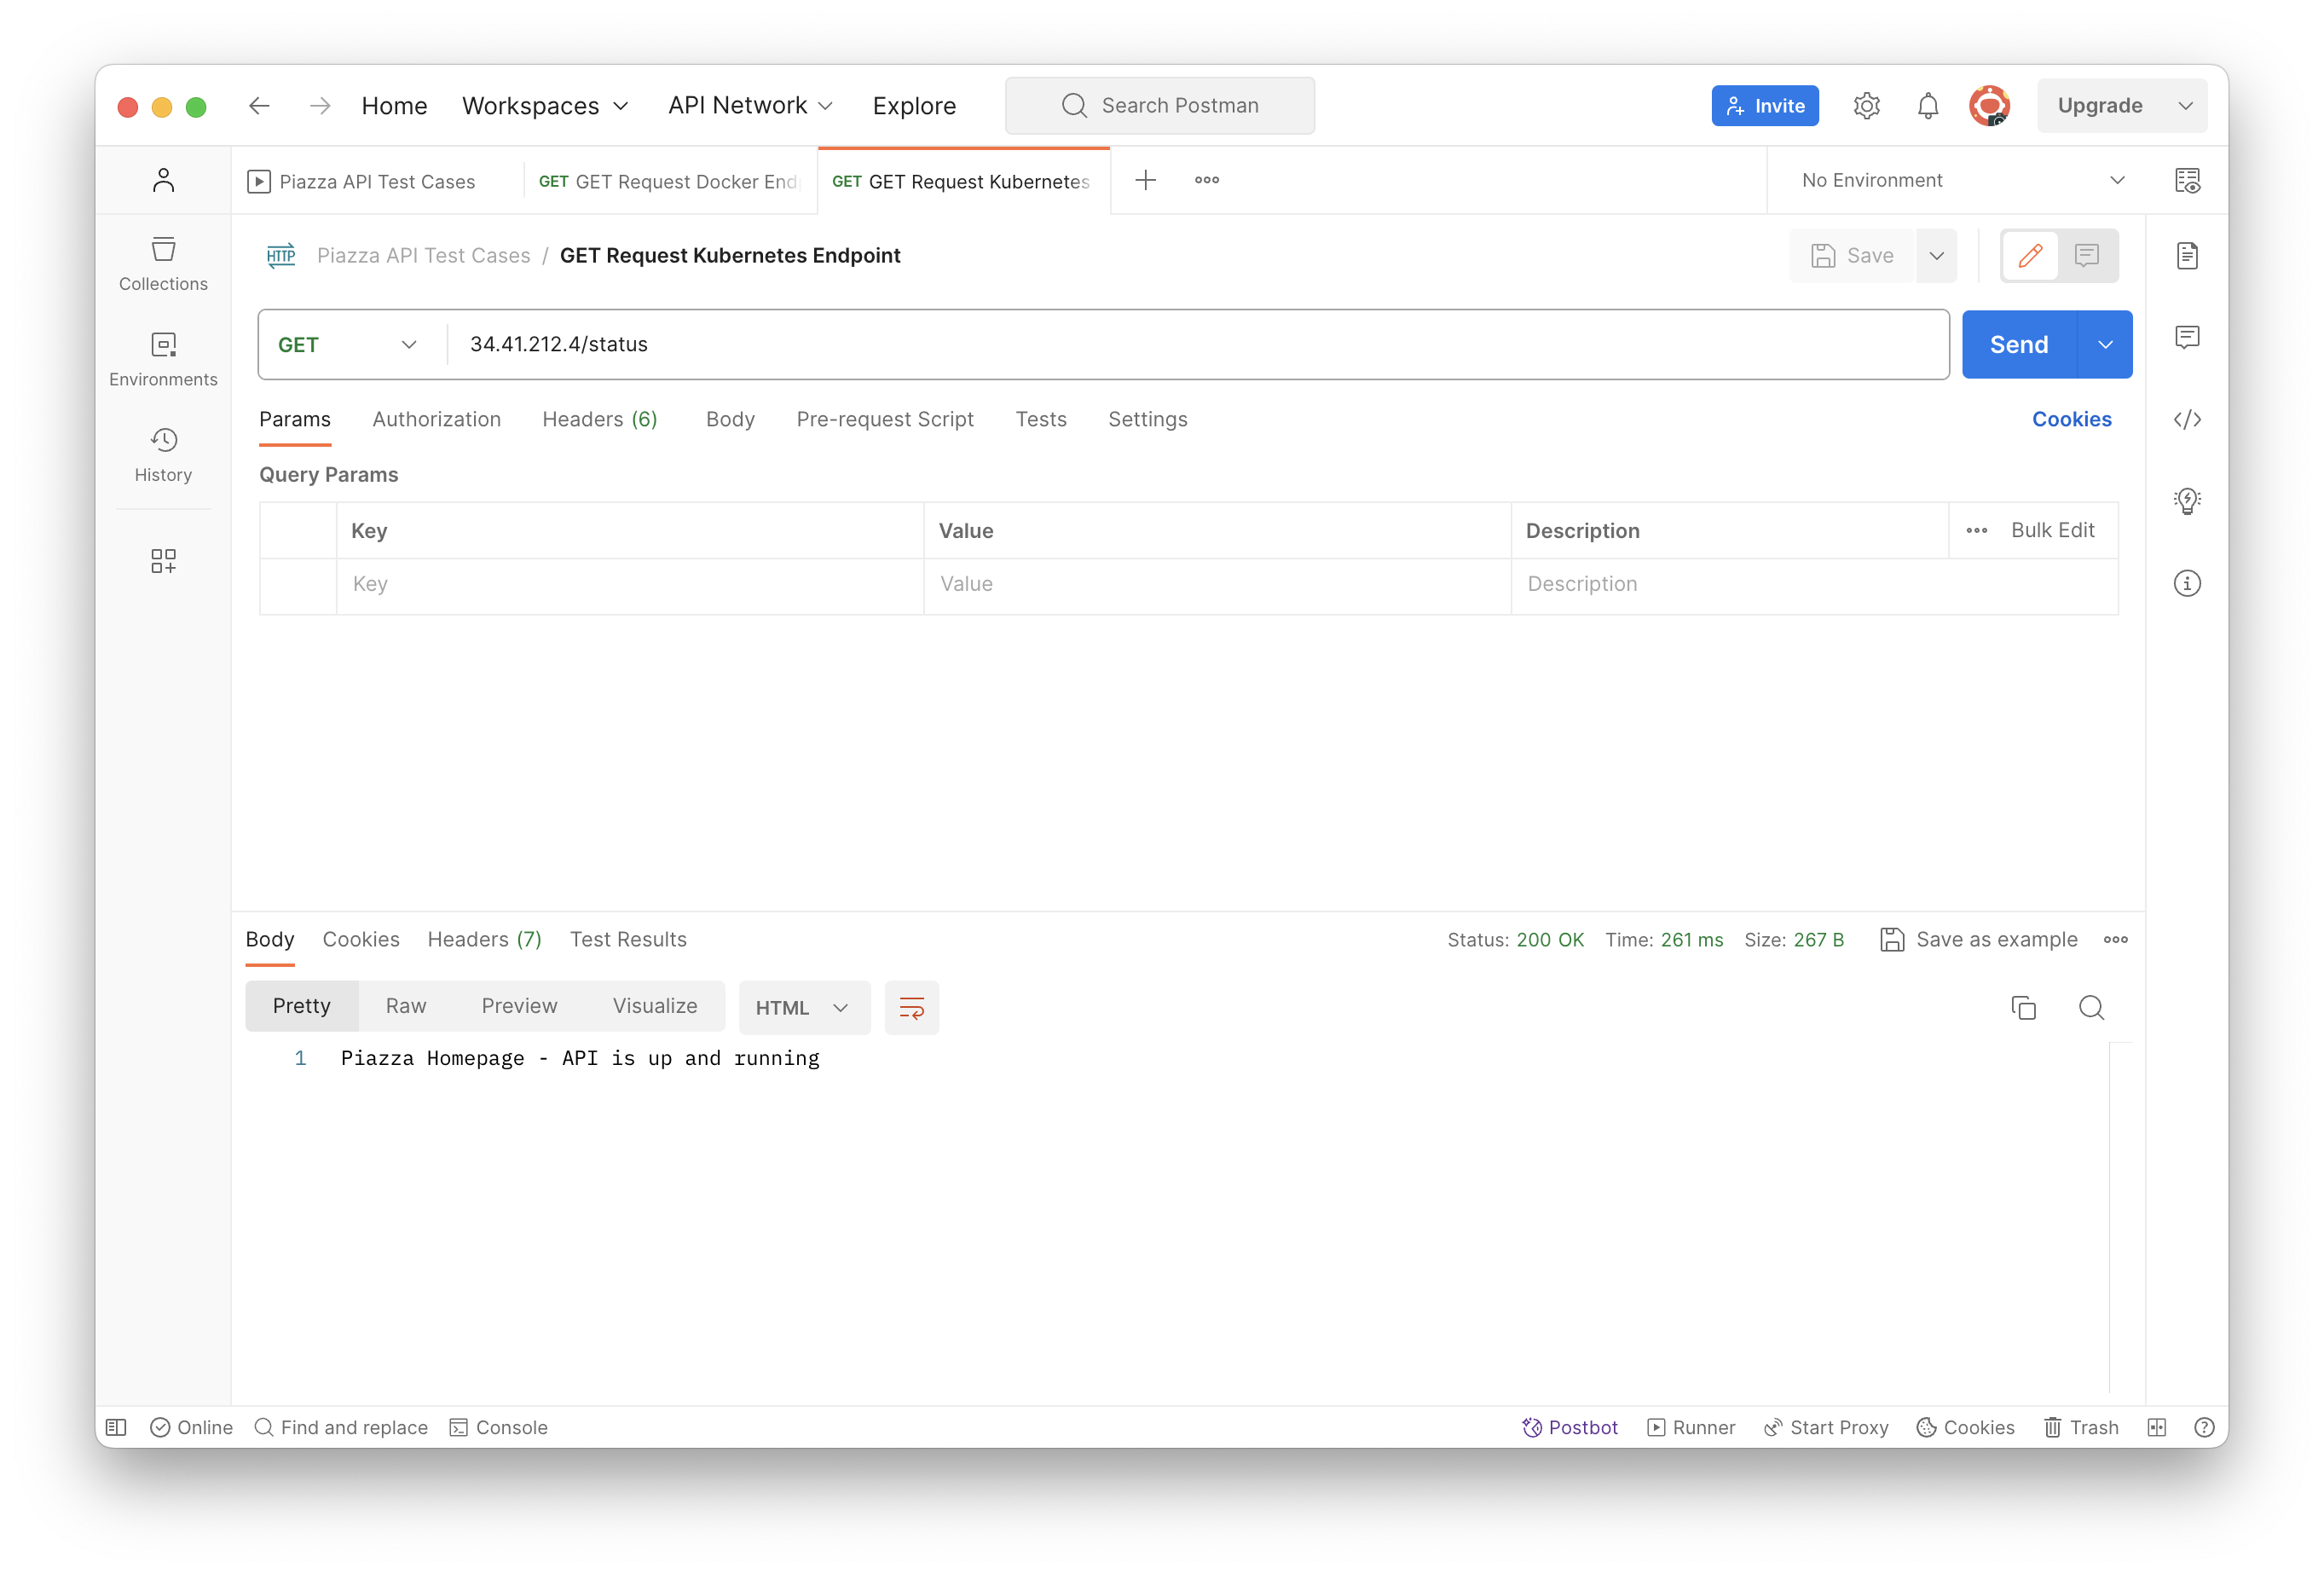 Home Workspaces API Network Explore Search Postman Invite Upgrade
Piazza API Test Cases GET GET Request Docker End GET GET Request Kubernetes No Environment
HTTP Piazza API Test Cases / GET Request Kubernetes Endpoint Save
Collections
GET 34.41.212.4/status Send
Environments
Params Authorization Headers (6) Body Pre-request Script Tests Settings Cookies
History
Query Params
Key Value Description Bulk Edit
Key Value Description
Body Cookies Headers (7) Test Results Status: 200 OK Time: 261 ms Size: 267 B Save as example
Pretty Raw Preview Visualize HTML
1 Piazza Homepage - API is up and running
Online Find and replace Console Postbot Runner Start Proxy Cookies Trash